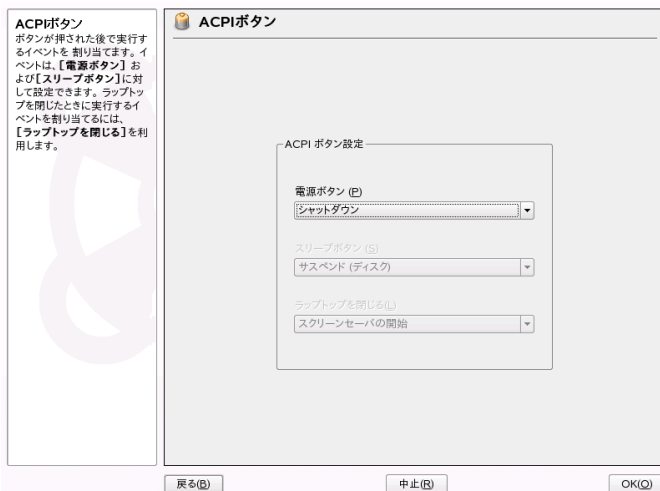 ACPIボタン
ボタンが押された後で実行す
るイベントを 割り当てます。イ
ベントは、[電源ボタン] お
よび[スリープボタン]に対
して設定できます。ラップトッ
プを閉じたときに実行するイ
ベントを割り当てるには、
[ラップトップを閉じる]を利
用します。
ACPIボタン
ACPI ボタン設定
電源ボタン (P)
シャットダウン
スリープボタン (S)
サスペンド (ディスク)
ラップトップを閉じる(L)
スクリーンセーバの開始
戻る(B)
中止(R)
OK(O)